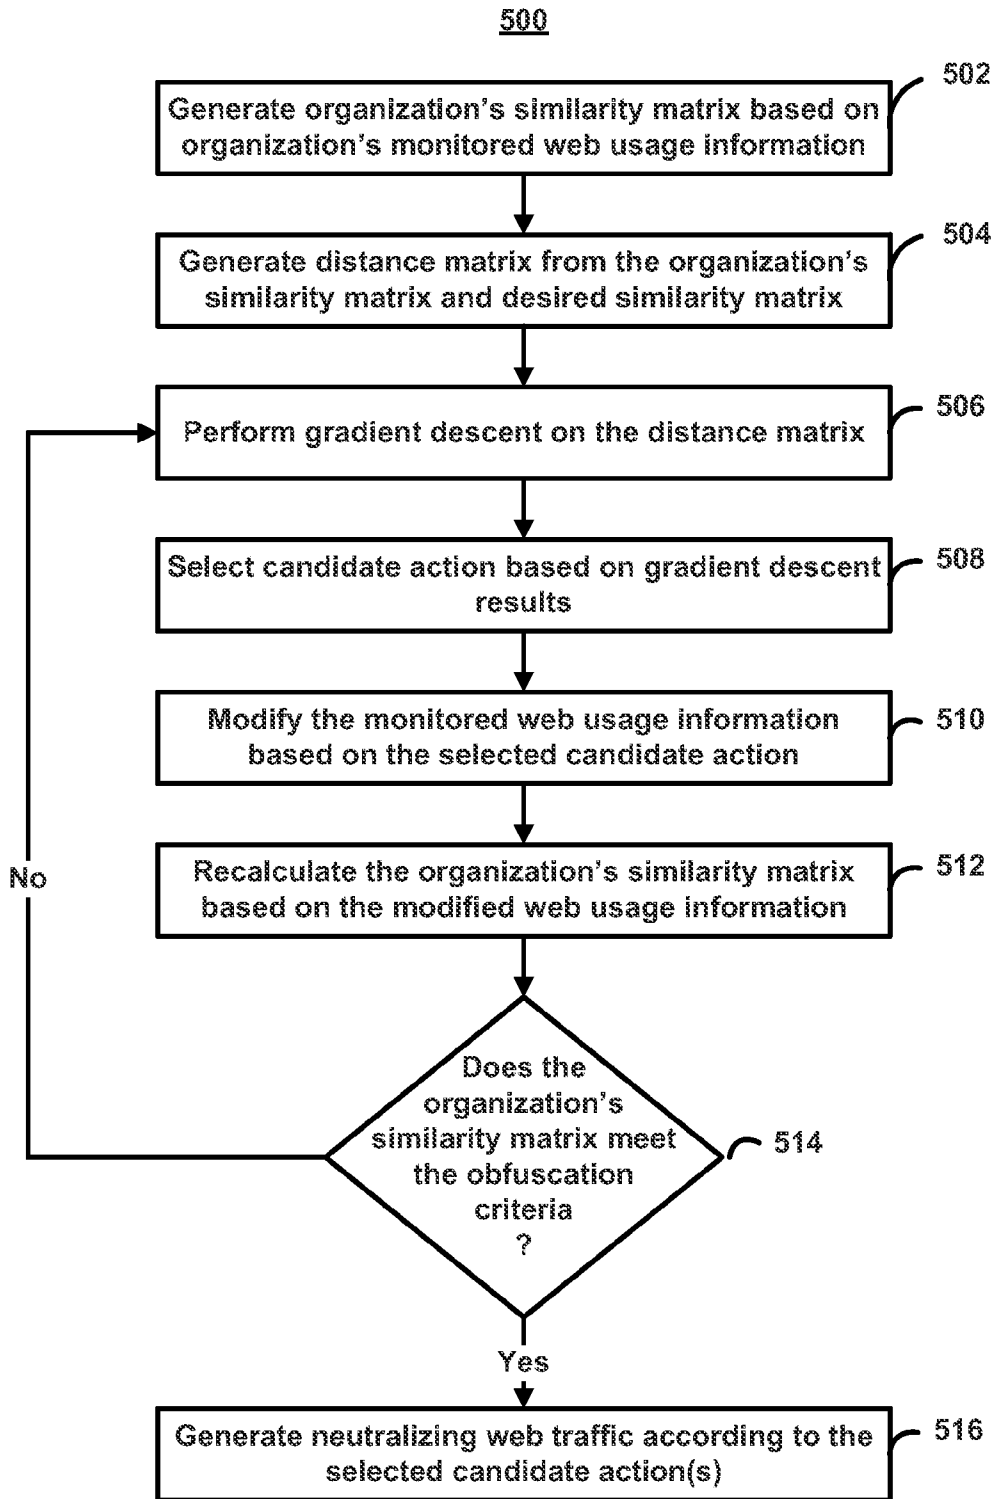 500
502
Generate organization's similarity matrix based on
organization's monitored web usage information
504
Generate distance matrix from the organization's
similarity matrix and desired similarity matrix
506
Perform gradient descent on the distance matrix
508
Select candidate action based on gradient descent
results
510
Modify the monitored web usage information
based on the selected candidate action
512
Recalculate the organization's similarity matrix
based on the modified web usage information
No
Does the
organization's
similarity matrix meet
the obfuscation
criteria
?
514
Yes
516
Generate neutralizing web traffic according to the
selected candidate action(s)